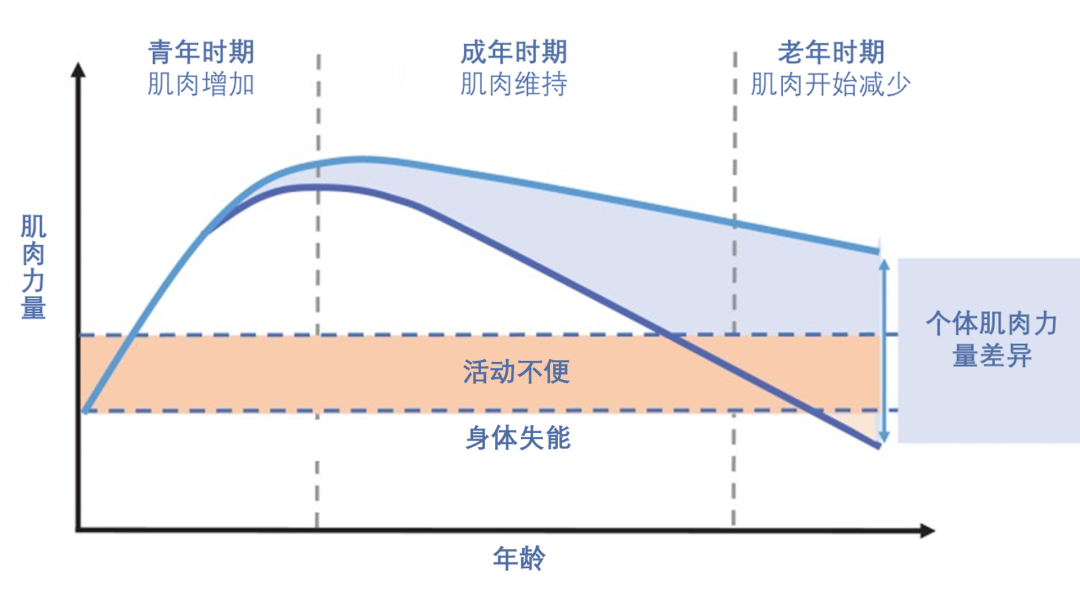 青年时期
肌肉增加
成年时期
肌肉维持
老年时期
肌肉开始减少
肌肉力量
活动不便
身体失能
个体肌肉力
量差异
年龄